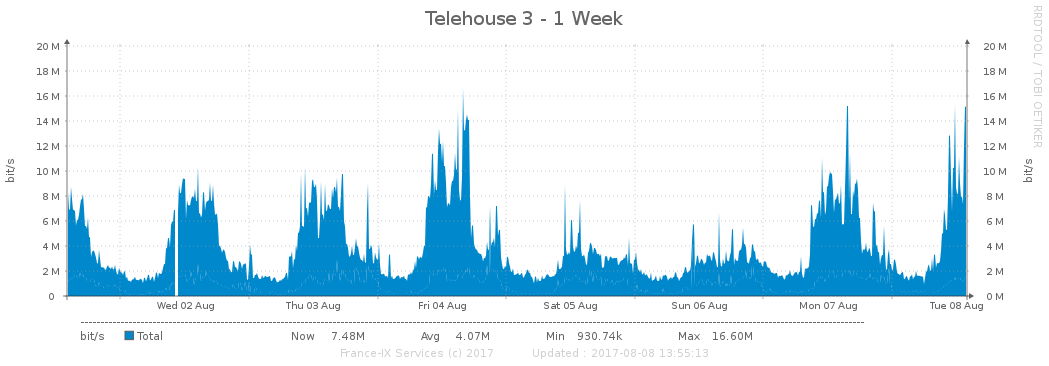 Telehouse 3 - 1 Week
RRDTOOL / TOBI OETIKER
20 M 20 M
18 M 18 M
16 M 16 M
14 M 14 M
12 M 12 M
10 M 10 M
8 M 8 M
6 M 6 M
4 M 4 M
2 M 2 M
0 0 M
bit/s bit/s
Wed 02 Aug Thu 03 Aug Fri 04 Aug Sat 05 Aug Sun 06 Aug Mon 07 Aug Tue 08 Aug
bit/s Total Now 7.48M Avg 4.07M Min 930.74k Max 16.60M
France-IX Services (c) 2017 Updated : 2017-08-08 13:55:13